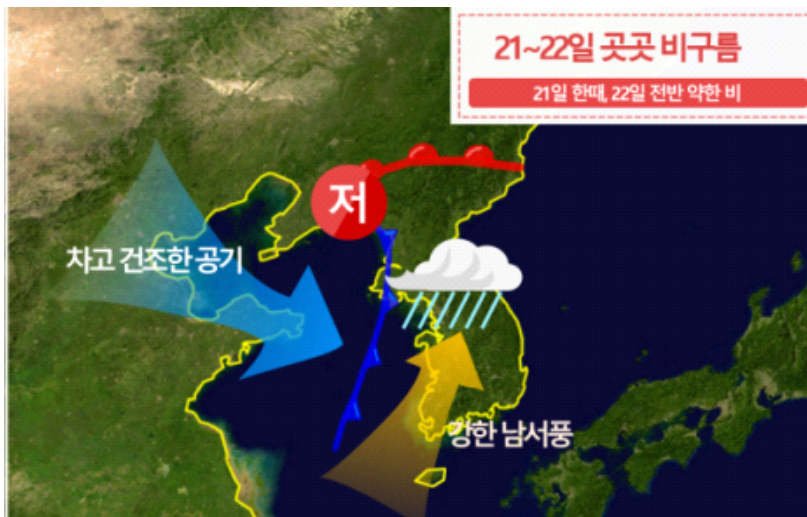 21~22일 곳곳 비구름
21일 한때, 22일 전반 약한 비
저
차고 건조한 공기
강한 남서풍